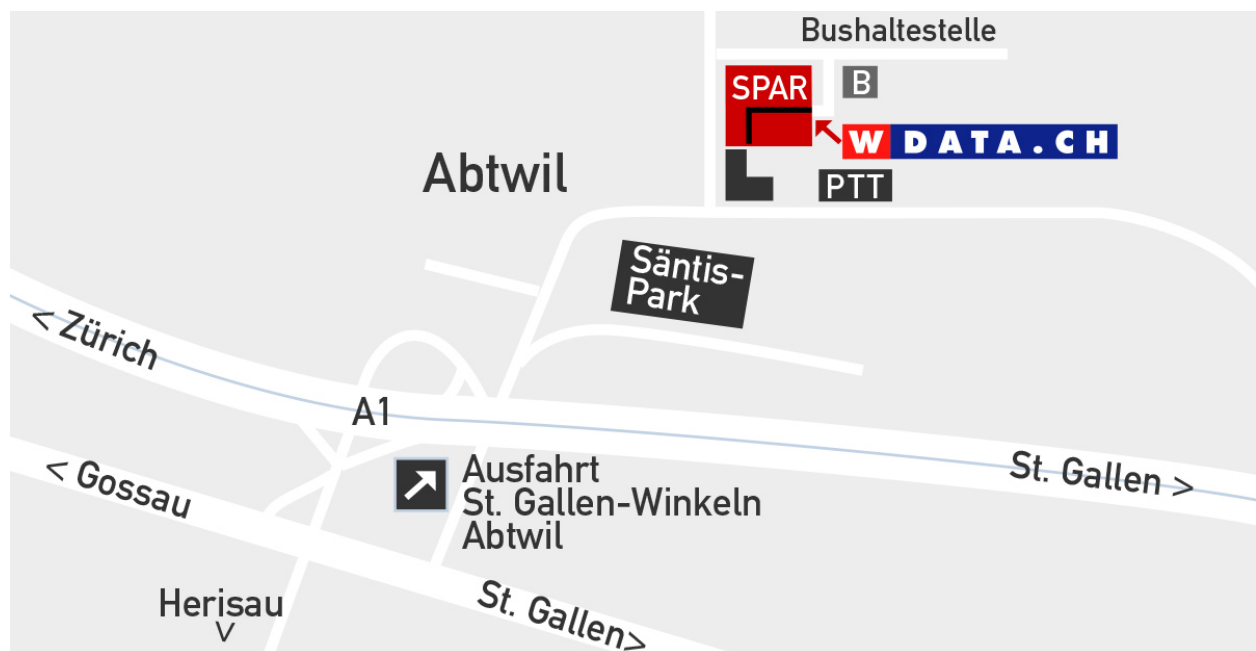 Bushaltestelle
SPAR
B
W DATA.CH
PTT
Abtwil
Säntis-
Park
< Zürich
A1
< Gossau
Ausfahrt
St. Gallen-Winkeln
Abtwil
St. Gallen >
Herisau
>
St. Gallen>